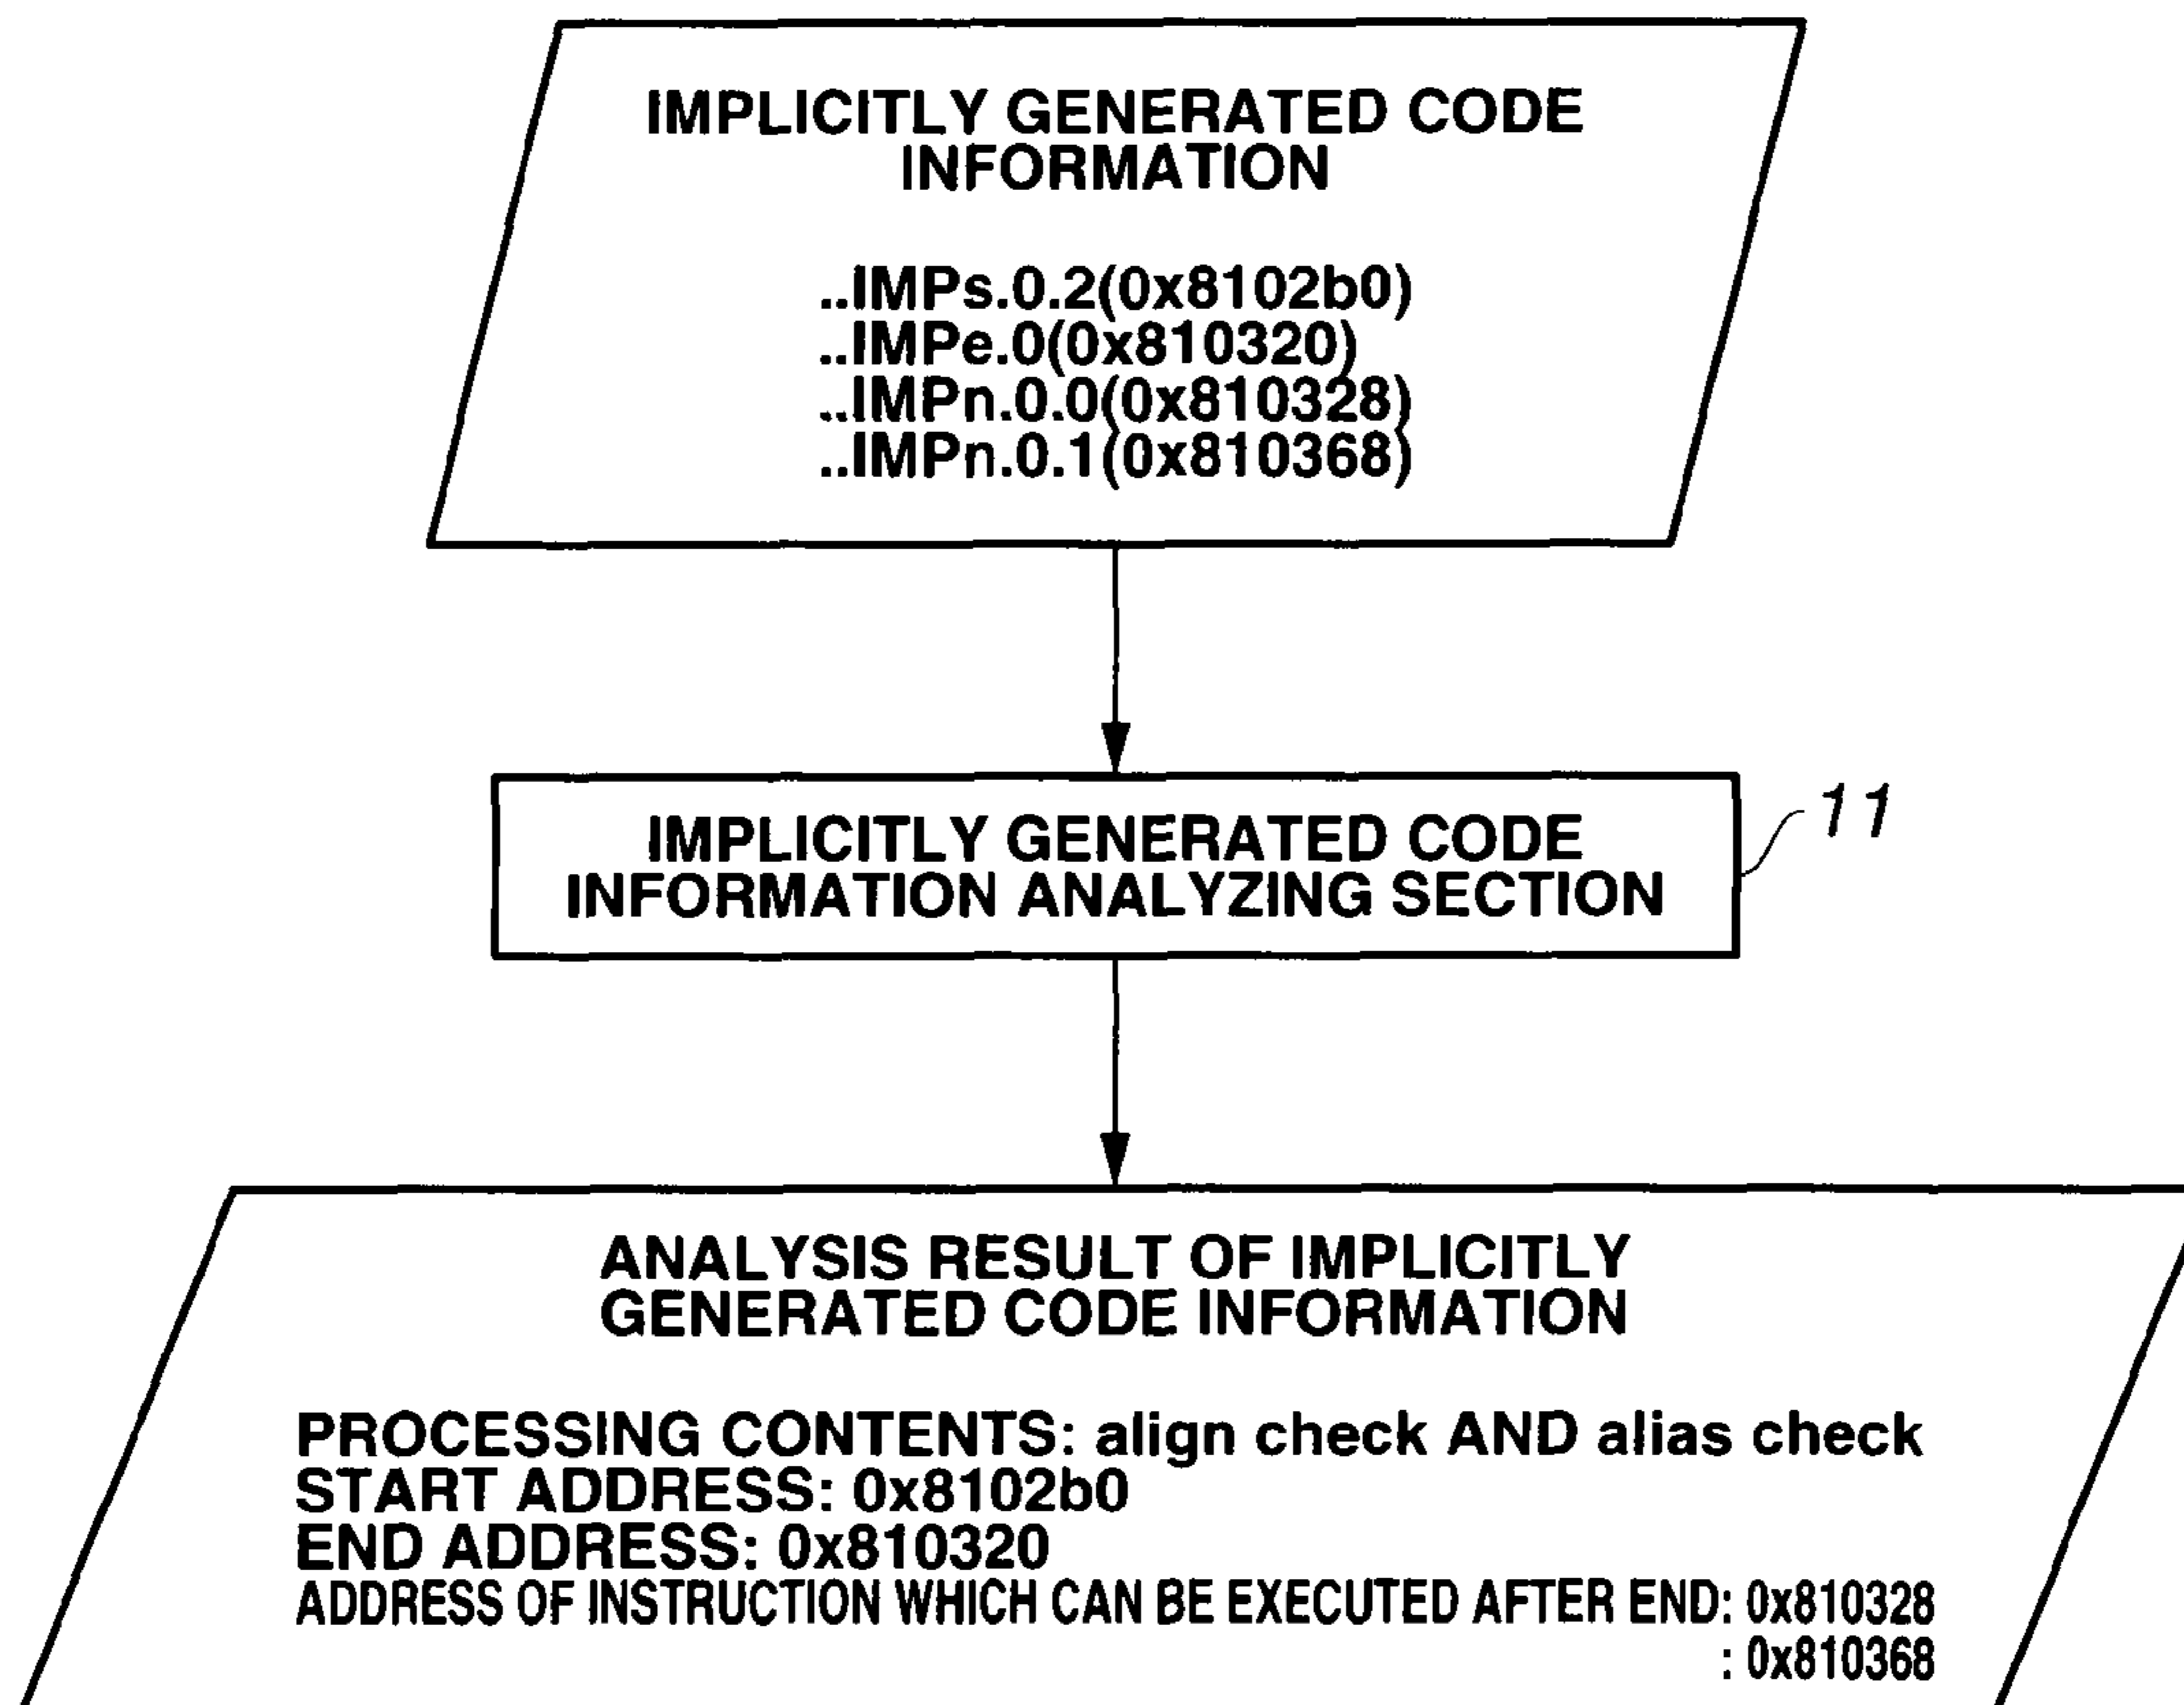 IMPLICITLY GENERATED CODE
INFORMATION
..IMPs.0.2(0x8102b0)
..IMPe.0(0x810320)
..IMPn.0.0(0x810328)
..IMPn.0.1(0x810368)
IMPLICITLY GENERATED CODE
INFORMATION ANALYZING SECTION
11
ANALYSIS RESULT OF IMPLICITLY
GENERATED CODE INFORMATION
PROCESSING CONTENTS: align check AND alias check
START ADDRESS: 0x8102b0
END ADDRESS: 0x810320
ADDRESS OF INSTRUCTION WHICH CAN BE EXECUTED AFTER END: 0x810328
: 0x810368